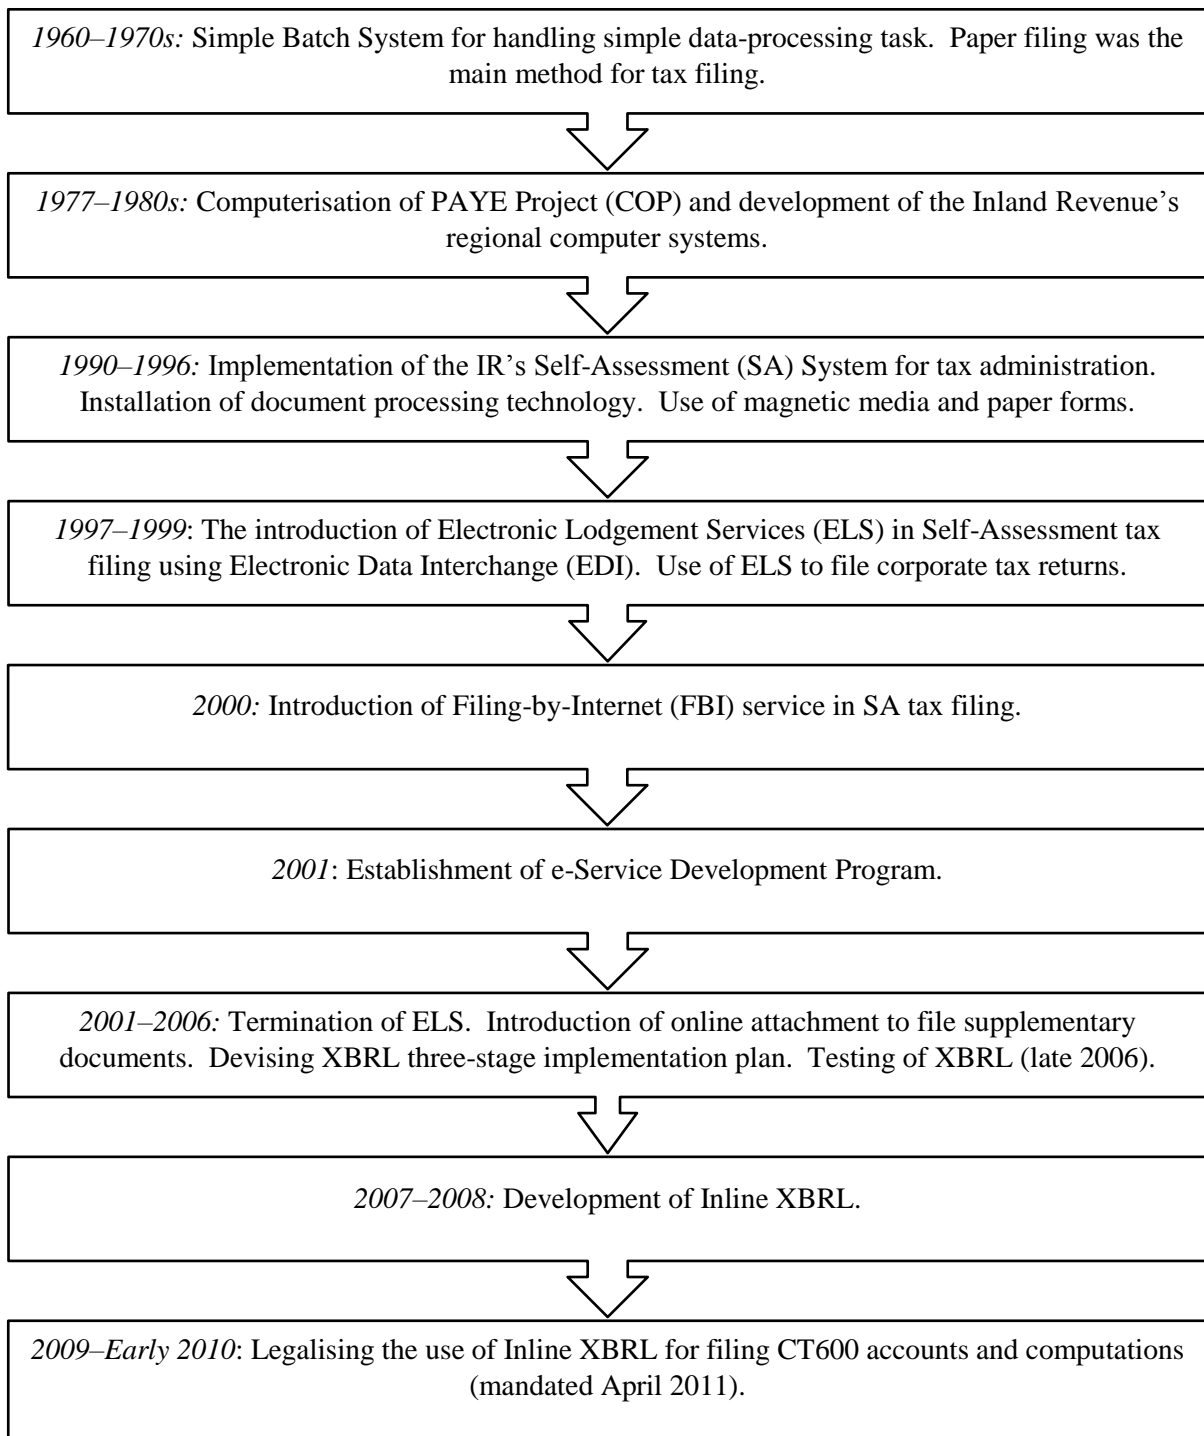 1960–1970s: Simple Batch System for handling simple data-processing task.  Paper filing was the
main method for tax filing.
1977–1980s: Computerisation of PAYE Project (COP) and development of the Inland Revenue’s
regional computer systems.
1990–1996: Implementation of the IR’s Self-Assessment (SA) System for tax administration.
Installation of document processing technology.  Use of magnetic media and paper forms.
1997–1999: The introduction of Electronic Lodgement Services (ELS) in Self-Assessment tax
filing using Electronic Data Interchange (EDI).  Use of ELS to file corporate tax returns.
2000: Introduction of Filing-by-Internet (FBI) service in SA tax filing.
2001: Establishment of e-Service Development Program.
2001–2006: Termination of ELS.  Introduction of online attachment to file supplementary
documents.  Devising XBRL three-stage implementation plan.  Testing of XBRL (late 2006).
2007–2008: Development of Inline XBRL.
2009–Early 2010: Legalising the use of Inline XBRL for filing CT600 accounts and computations
(mandated April 2011).